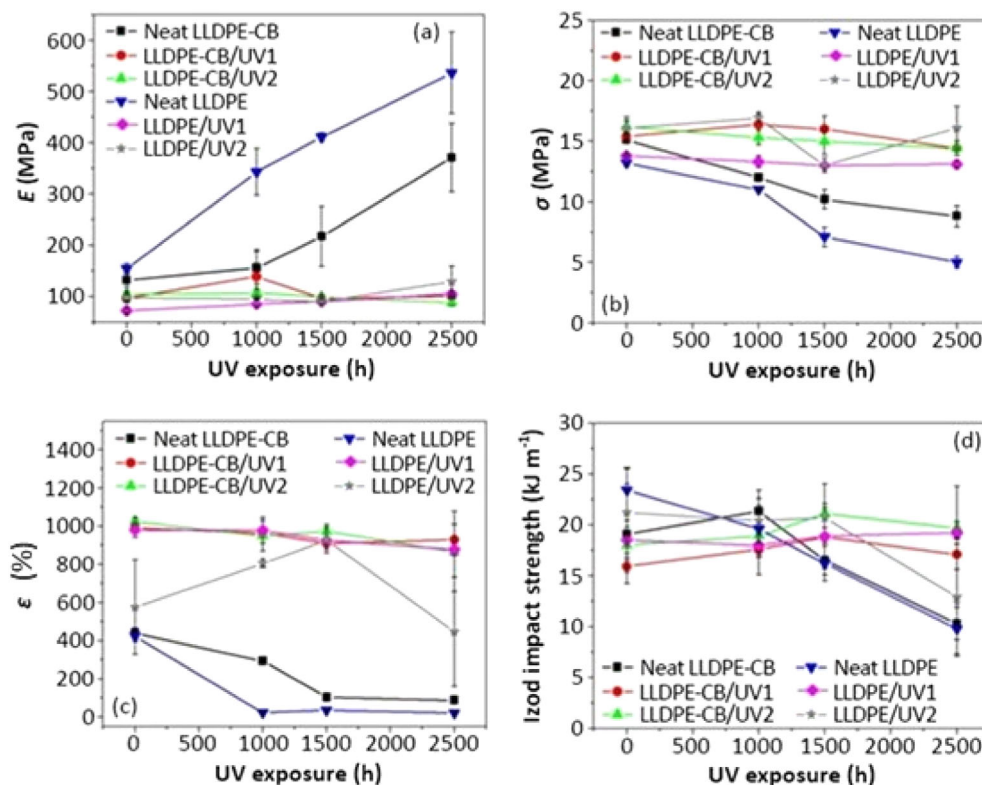 (a)
Neat LLDPE-CB
LLDPE-CB/UV1
LLDPE-CB/UV2
Neat LLDPE
LLDPE/UV1
LLDPE/UV2
E (MPa)
600
500
400
300
200
100
0 500 1000 1500 2000 2500
UV exposure (h)
Neat LLDPE-CB Neat LLDPE
LLDPE-CB/UV1 LLDPE/UV1
LLDPE-CB/UV2 LLDPE/UV2
σ (MPa)
25
20
15
10
5
0
(b)
0 500 1000 1500 2000 2500
UV exposure (h)
Neat LLDPE-CB Neat LLDPE
LLDPE-CB/UV1 LLDPE/UV1
LLDPE-CB/UV2 LLDPE/UV2
ε (%)
1400
1200
1000
800
600
400
200
0
(c)
0 500 1000 1500 2000 2500
UV exposure (h)
(d)
Izod impact strength (kJ m⁻¹)
30
25
20
15
10
5
0
Neat LLDPE-CB Neat LLDPE
LLDPE-CB/UV1 LLDPE/UV1
LLDPE-CB/UV2 LLDPE/UV2
0 500 1000 1500 2000 2500
UV exposure (h)